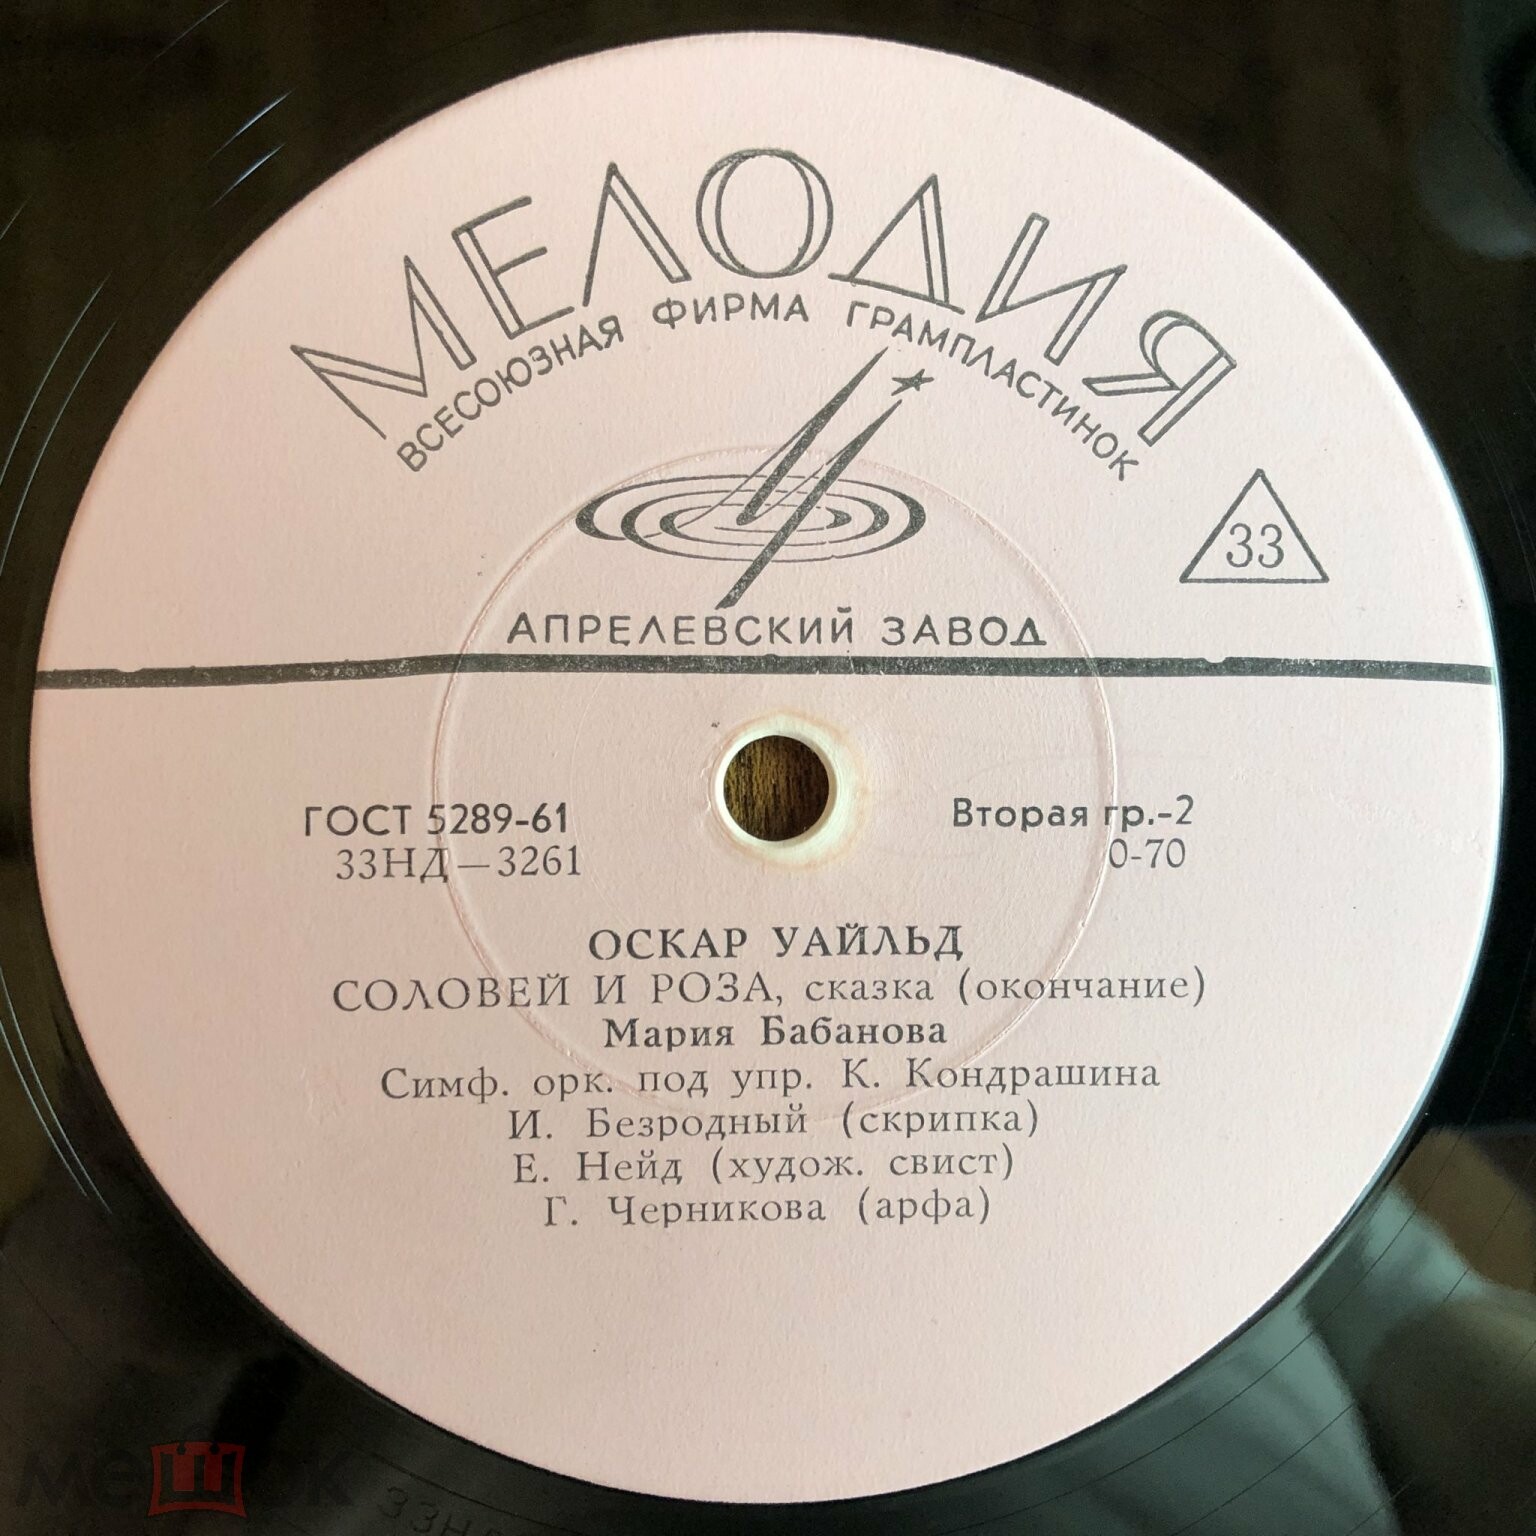 МЕЛОДИЯ
ВСЕСОЮЗНАЯ ФИРМА ГРАМПЛАСТИНОК
33
АПРЕЛЕВСКИЙ ЗАВОД
ГОСТ 5289-61 Вторая гр.-2
33НД—3261 0-70
ОСКАР УАЙЛЬД
СОЛОВЕЙ И РОЗА, сказка (окончание)
Мария Бабанова
Симф. орк. под упр. К. Кондрашина
И. Безродный (скрипка)
Е. Нейд (худож. свист)
Г. Черникова (арфа)
мешок